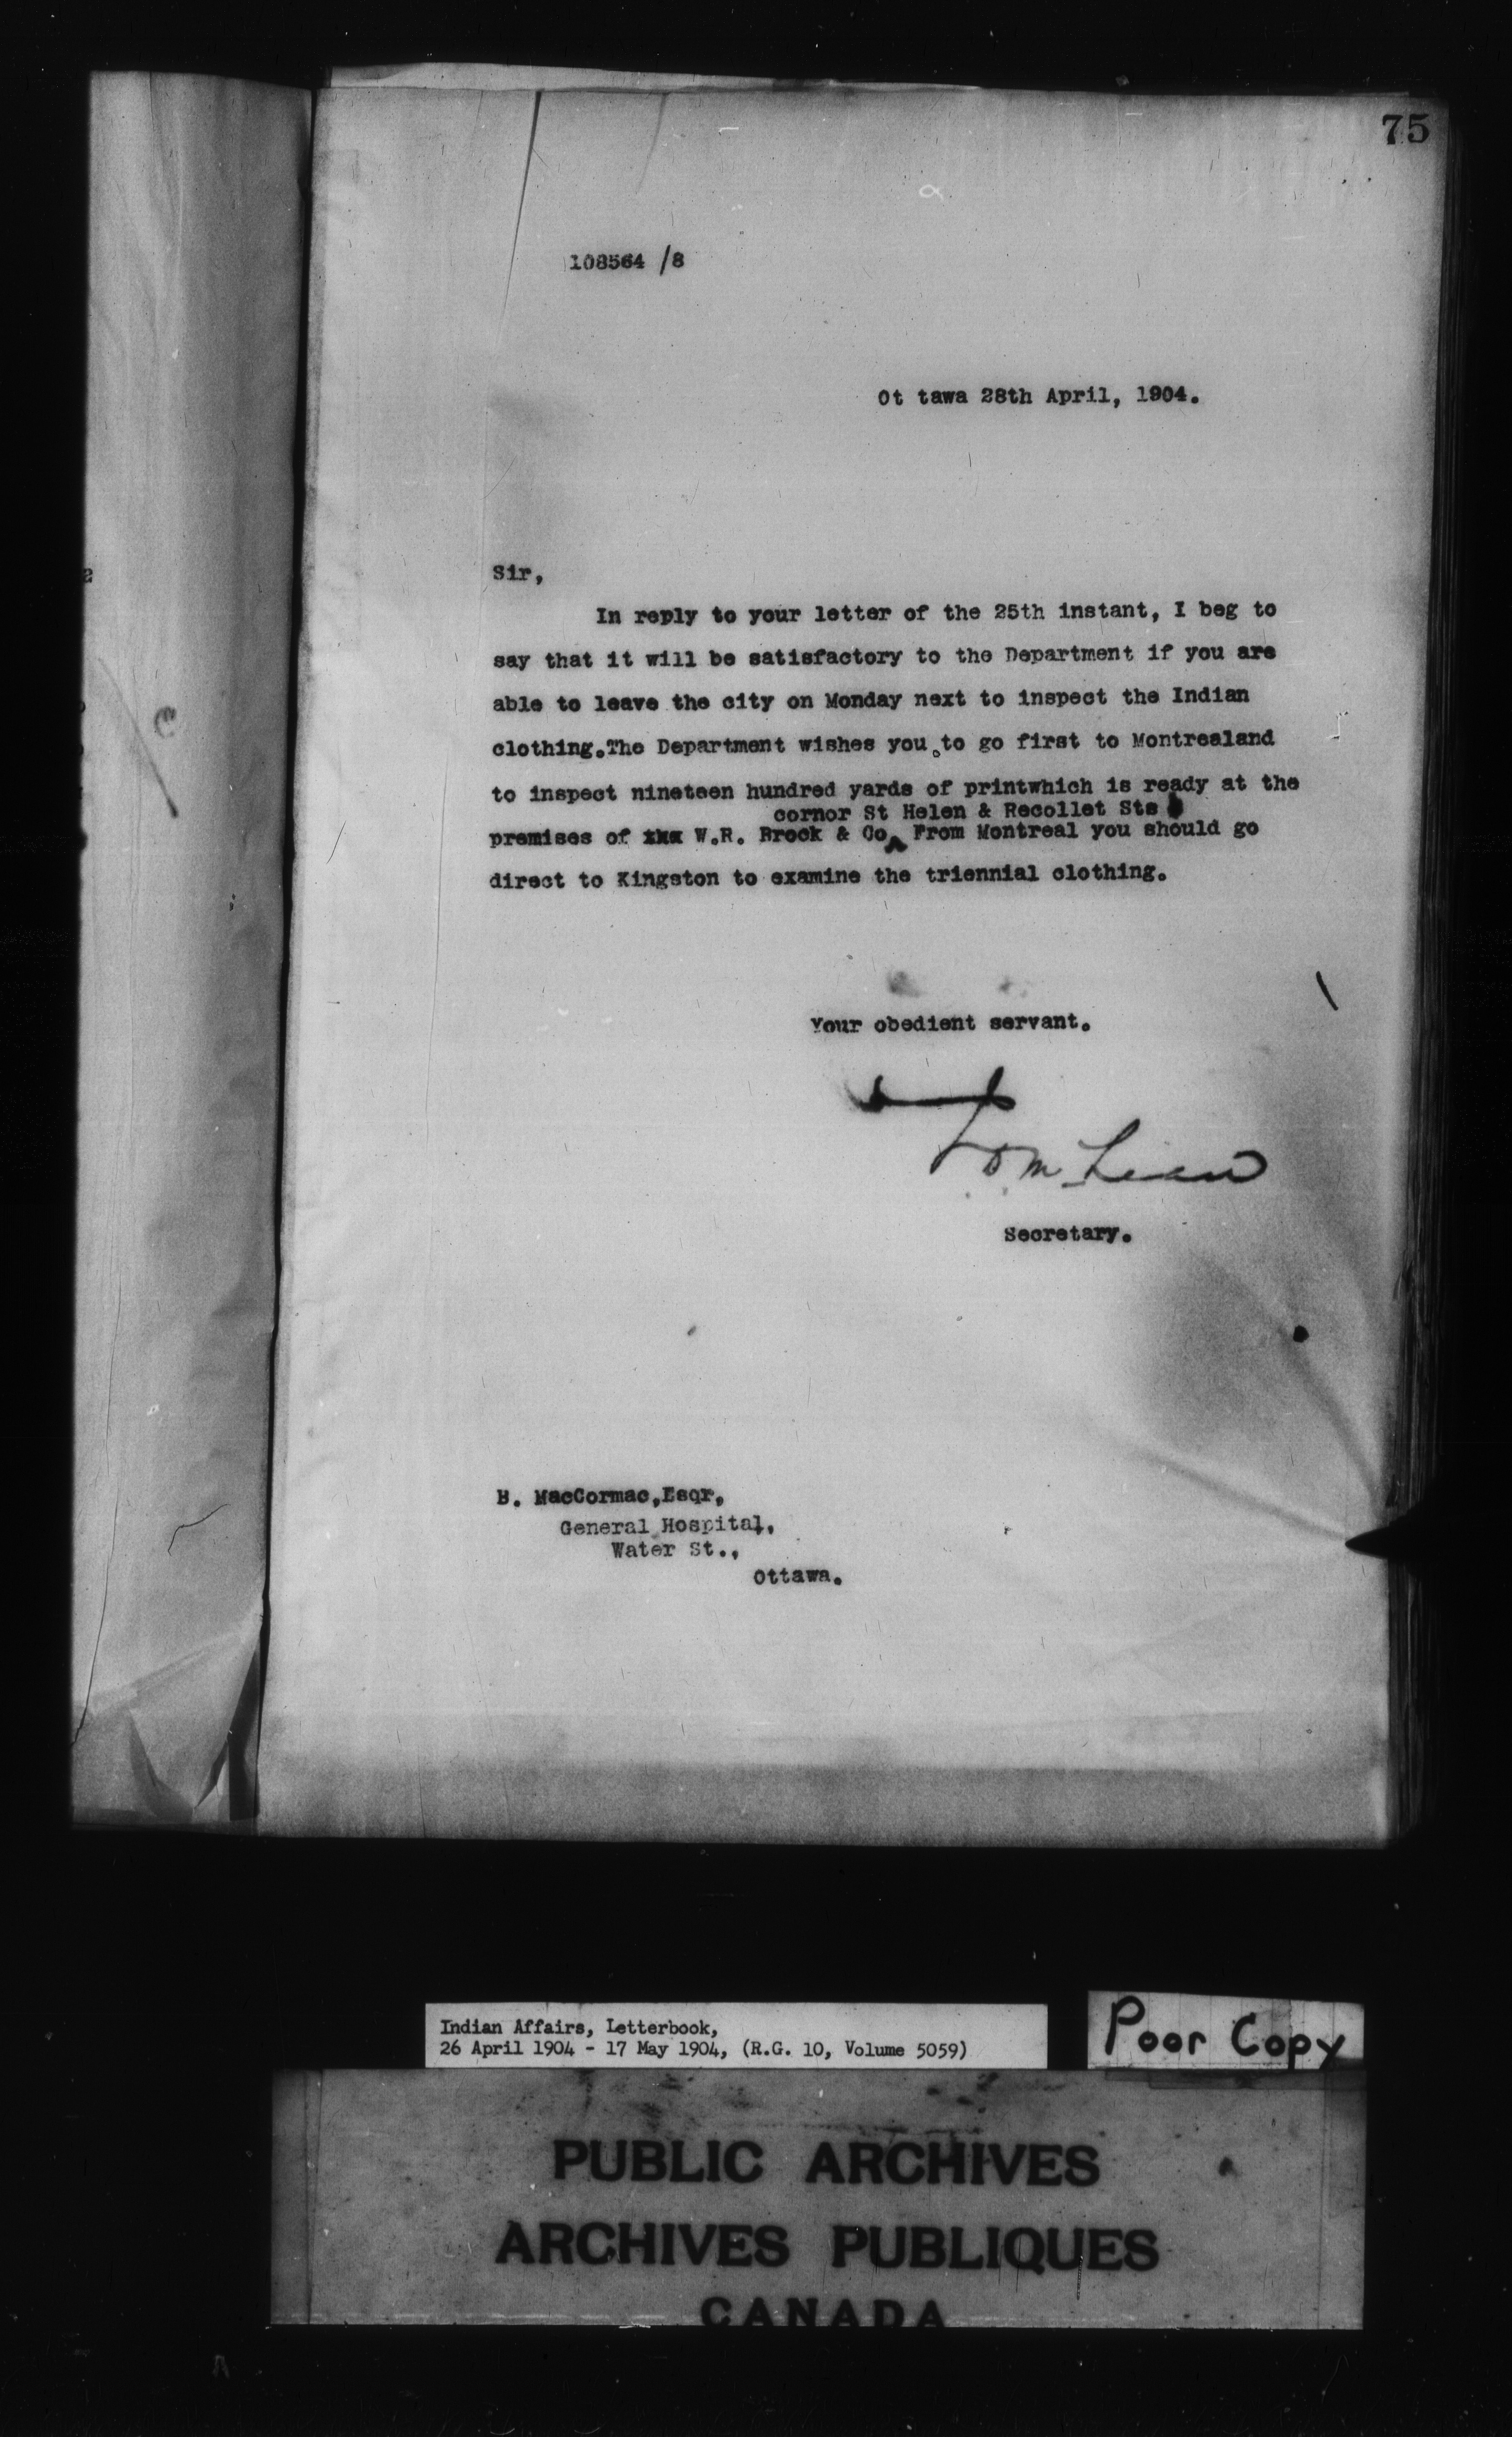 75
108564 /8
Ot tawa 28th April, 1904.
Sir,
In reply to your letter of the 25th instant, I beg to
say that it will be satisfactory to the Department if you are
able to leave the city on Monday next to inspect the Indian
clothing.The Department wishes you to go first to Montrealand
to inspect nineteen hundred yards of printwhich is ready at the
cornor St Helen & Recollet Sts
premises of xxx W.R. Brock & Co From Montreal you should go
direct to Kingston to examine the triennial clothing.
Your obedient servant.
Secretary.
B. MacCormac,Esqr,
General Hospital,
Water St.,
Ottawa.
Indian Affairs, Letterbook,
26 April 1904 - 17 May 1904, (R.G. 10, Volume 5059)
Poor Copy
PUBLIC ARCHIVES
ARCHIVES PUBLIQUES
CANADA